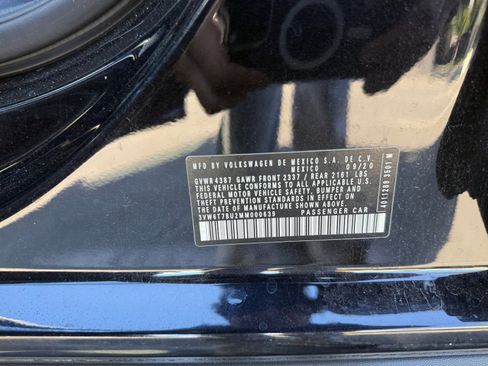 MFD BY VOLKSWAGEN DE MEXICO S.A. DE C.V.
MEXICO 09/20
GVWR4387 GAWR FRONT 2337 / REAR 2161 LBS
THIS VEHICLE CONFORMS TO ALL APPLICABLE U.S.
FEDERAL MOTOR VEHICLE SAFETY, BUMPER AND
THEFT PREVENTION STANDARDS IN EFFECT ON
THE DATE OF MANUFACTURE SHOWN ABOVE.
3VW6T7BU2MM000639 PASSENGER CAR